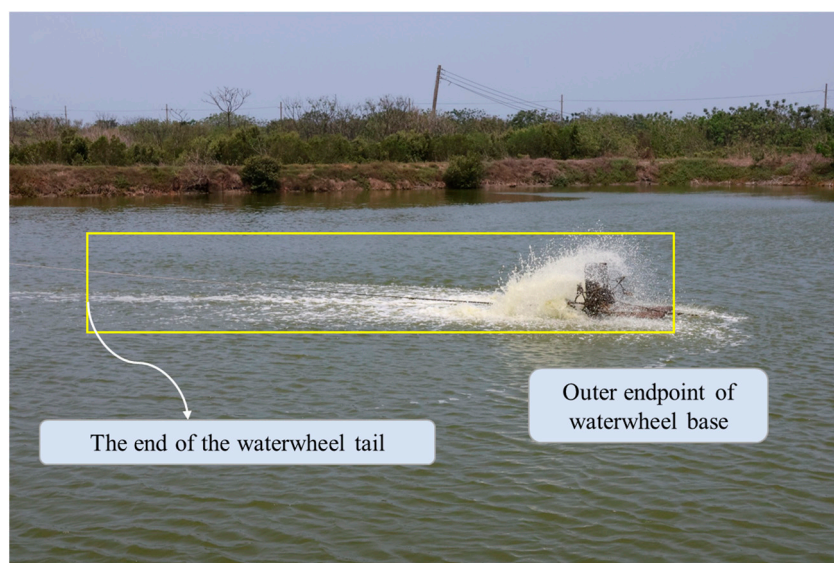 The end of the waterwheel tail
Outer endpoint of
waterwheel base